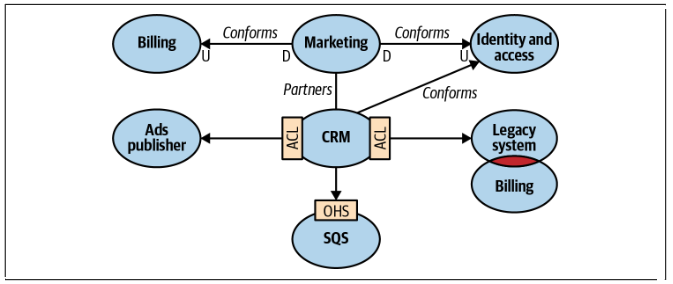 Conforms
Conforms
Billing
Marketing
Identity and
access
U
D
D
U
Partners
Conforms
Ads
publisher
ACL
CRM
ACL
Legacy
system
Billing
OHS
SQS